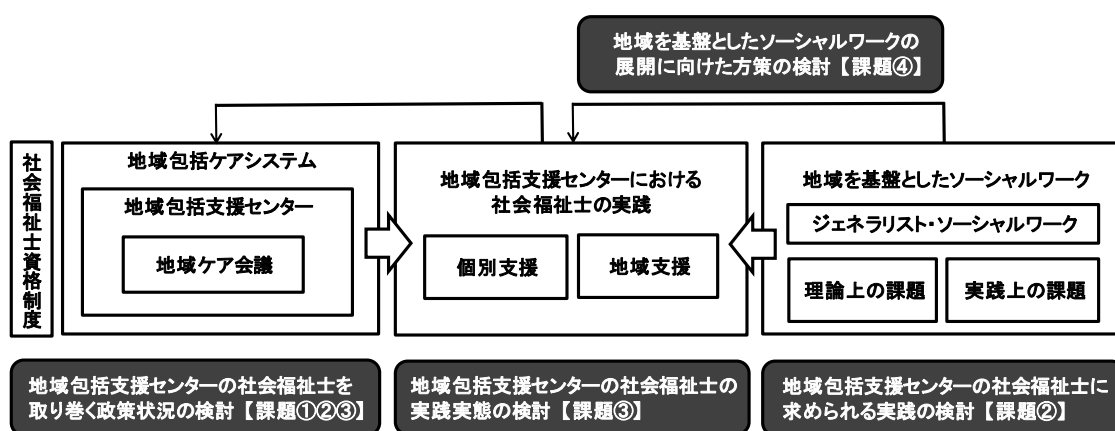 地域を基盤としたソーシャルワークの
展開に向けた方策の検討【課題④】
社会福祉士資格制度
地域包括ケアシステム
地域包括支援センター
地域ケア会議
地域包括支援センターにおける
社会福祉士の実践
個別支援
地域支援
地域を基盤としたソーシャルワーク
ジェネラリスト・ソーシャルワーク
理論上の課題
実践上の課題
地域包括支援センターの社会福祉士を
取り巻く政策状況の検討【課題①②③】
地域包括支援センターの社会福祉士の
実践実態の検討【課題③】
地域包括支援センターの社会福祉士に
求められる実践の検討【課題②】